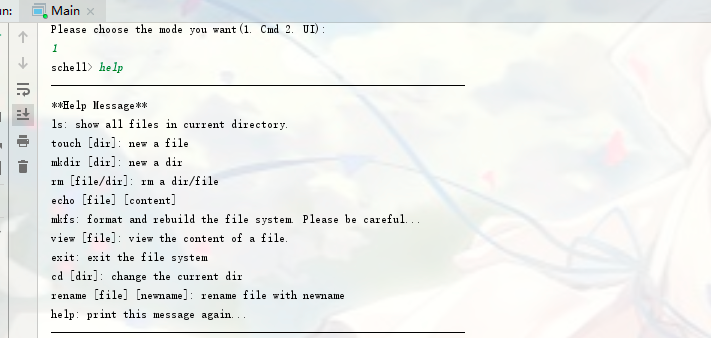 un: Main
Please choose the mode you want(1. Cmd 2. UI):
1
schell> help
**Help Message**
ls: show all files in current directory.
touch [dir]: new a file
mkdir [dir]: new a dir
rm [file/dir]: rm a dir/file
echo [file] [content]
mkfs: format and rebuild the file system. Please be careful...
view [file]: view the content of a file.
exit: exit the file system
cd [dir]: change the current dir
rename [file] [newname]: rename file with newname
help: print this message again...